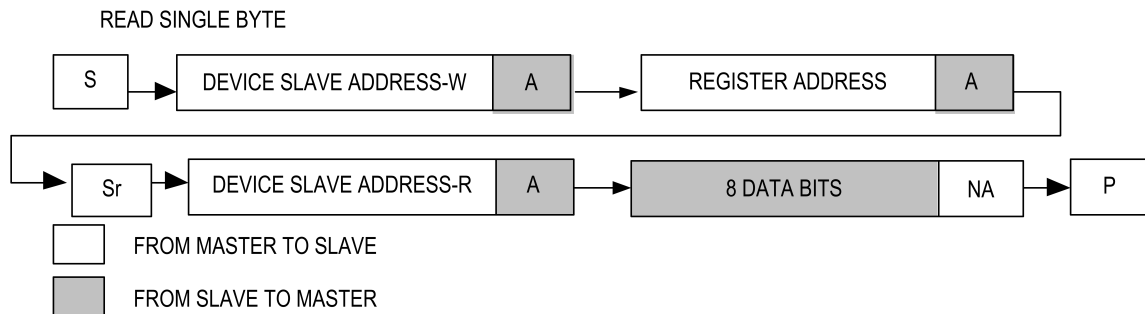 READ SINGLE BYTE
S DEVICE SLAVE ADDRESS-W A REGISTER ADDRESS A
Sr DEVICE SLAVE ADDRESS-R A 8 DATA BITS NA P
FROM MASTER TO SLAVE
FROM SLAVE TO MASTER